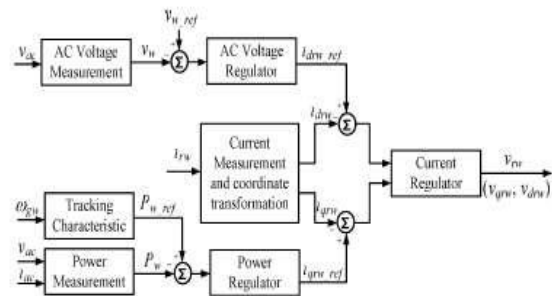 v_w_ref
v_ac
AC Voltage
Measurement
v_w
Σ
AC Voltage
Regulator
i_drw_ref
i_rw
Current
Measurement
and coordinate
transformation
i_drw
Σ
i_qrw
Σ
Current
Regulator
v_rw
(v_qrw, v_drw)
ω_gw
Tracking
Characteristic
P_w_ref
v_ac
i_ac
Power
Measurement
P_w
Σ
Power
Regulator
i_qrw_ref